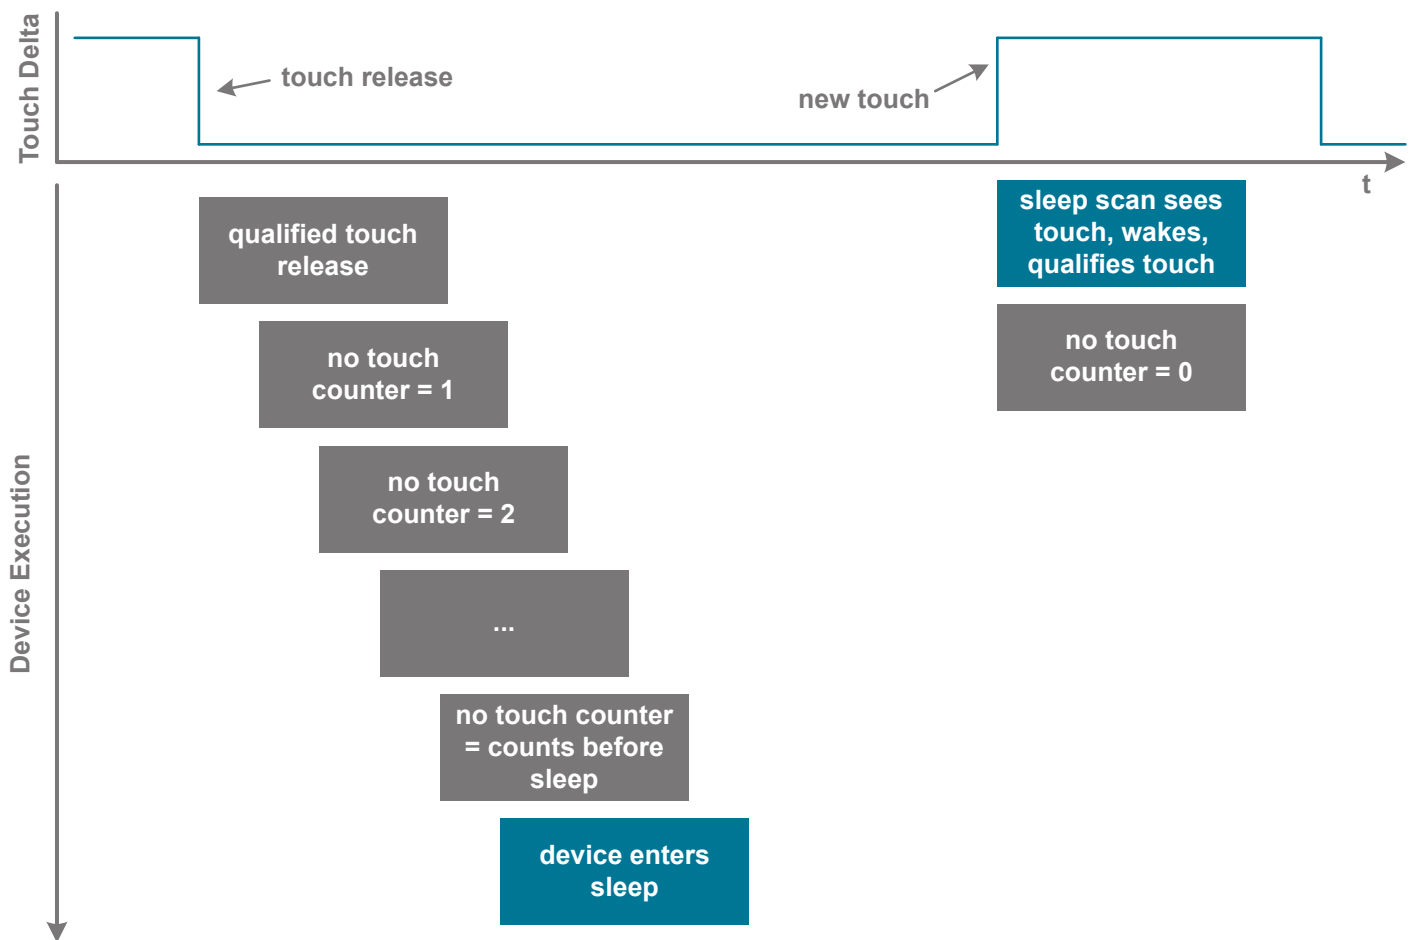 Touch Delta
touch release
new touch
t
Device Execution
qualified touch
release
no touch
counter = 1
no touch
counter = 2
...
no touch counter
= counts before
sleep
device enters
sleep
sleep scan sees
touch, wakes,
qualifies touch
no touch
counter = 0